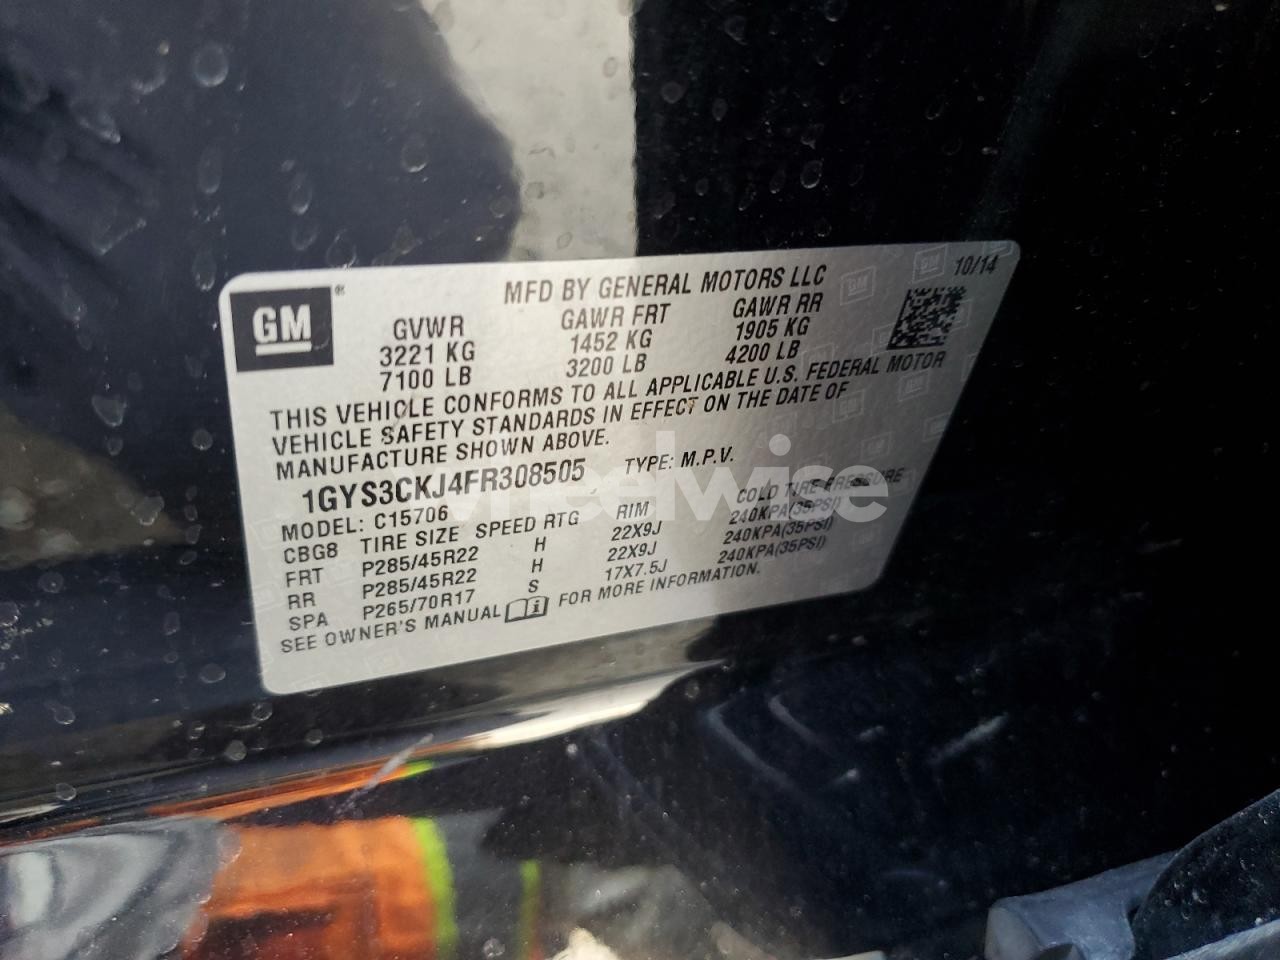 10/14
MFD BY GENERAL MOTORS LLC
GM ®
GVWR GAWR FRT GAWR RR
3221 KG 1452 KG 1905 KG
7100 LB 3200 LB 4200 LB
THIS VEHICLE CONFORMS TO ALL APPLICABLE U.S. FEDERAL MOTOR
VEHICLE SAFETY STANDARDS IN EFFECT ON THE DATE OF
MANUFACTURE SHOWN ABOVE.
1GYS3CKJ4FR308505 TYPE: M.P.V.
MODEL: C15706
CBG8 TIRE SIZE SPEED RTG RIM COLD TIRE PRESSURE
FRT P285/45R22 H 22X9J 240KPA(35PSI)
RR P285/45R22 H 22X9J 240KPA(35PSI)
SPA P265/70R17 S 17X7.5J 240KPA(35PSI)
SEE OWNER'S MANUAL FOR MORE INFORMATION.
wheelwise